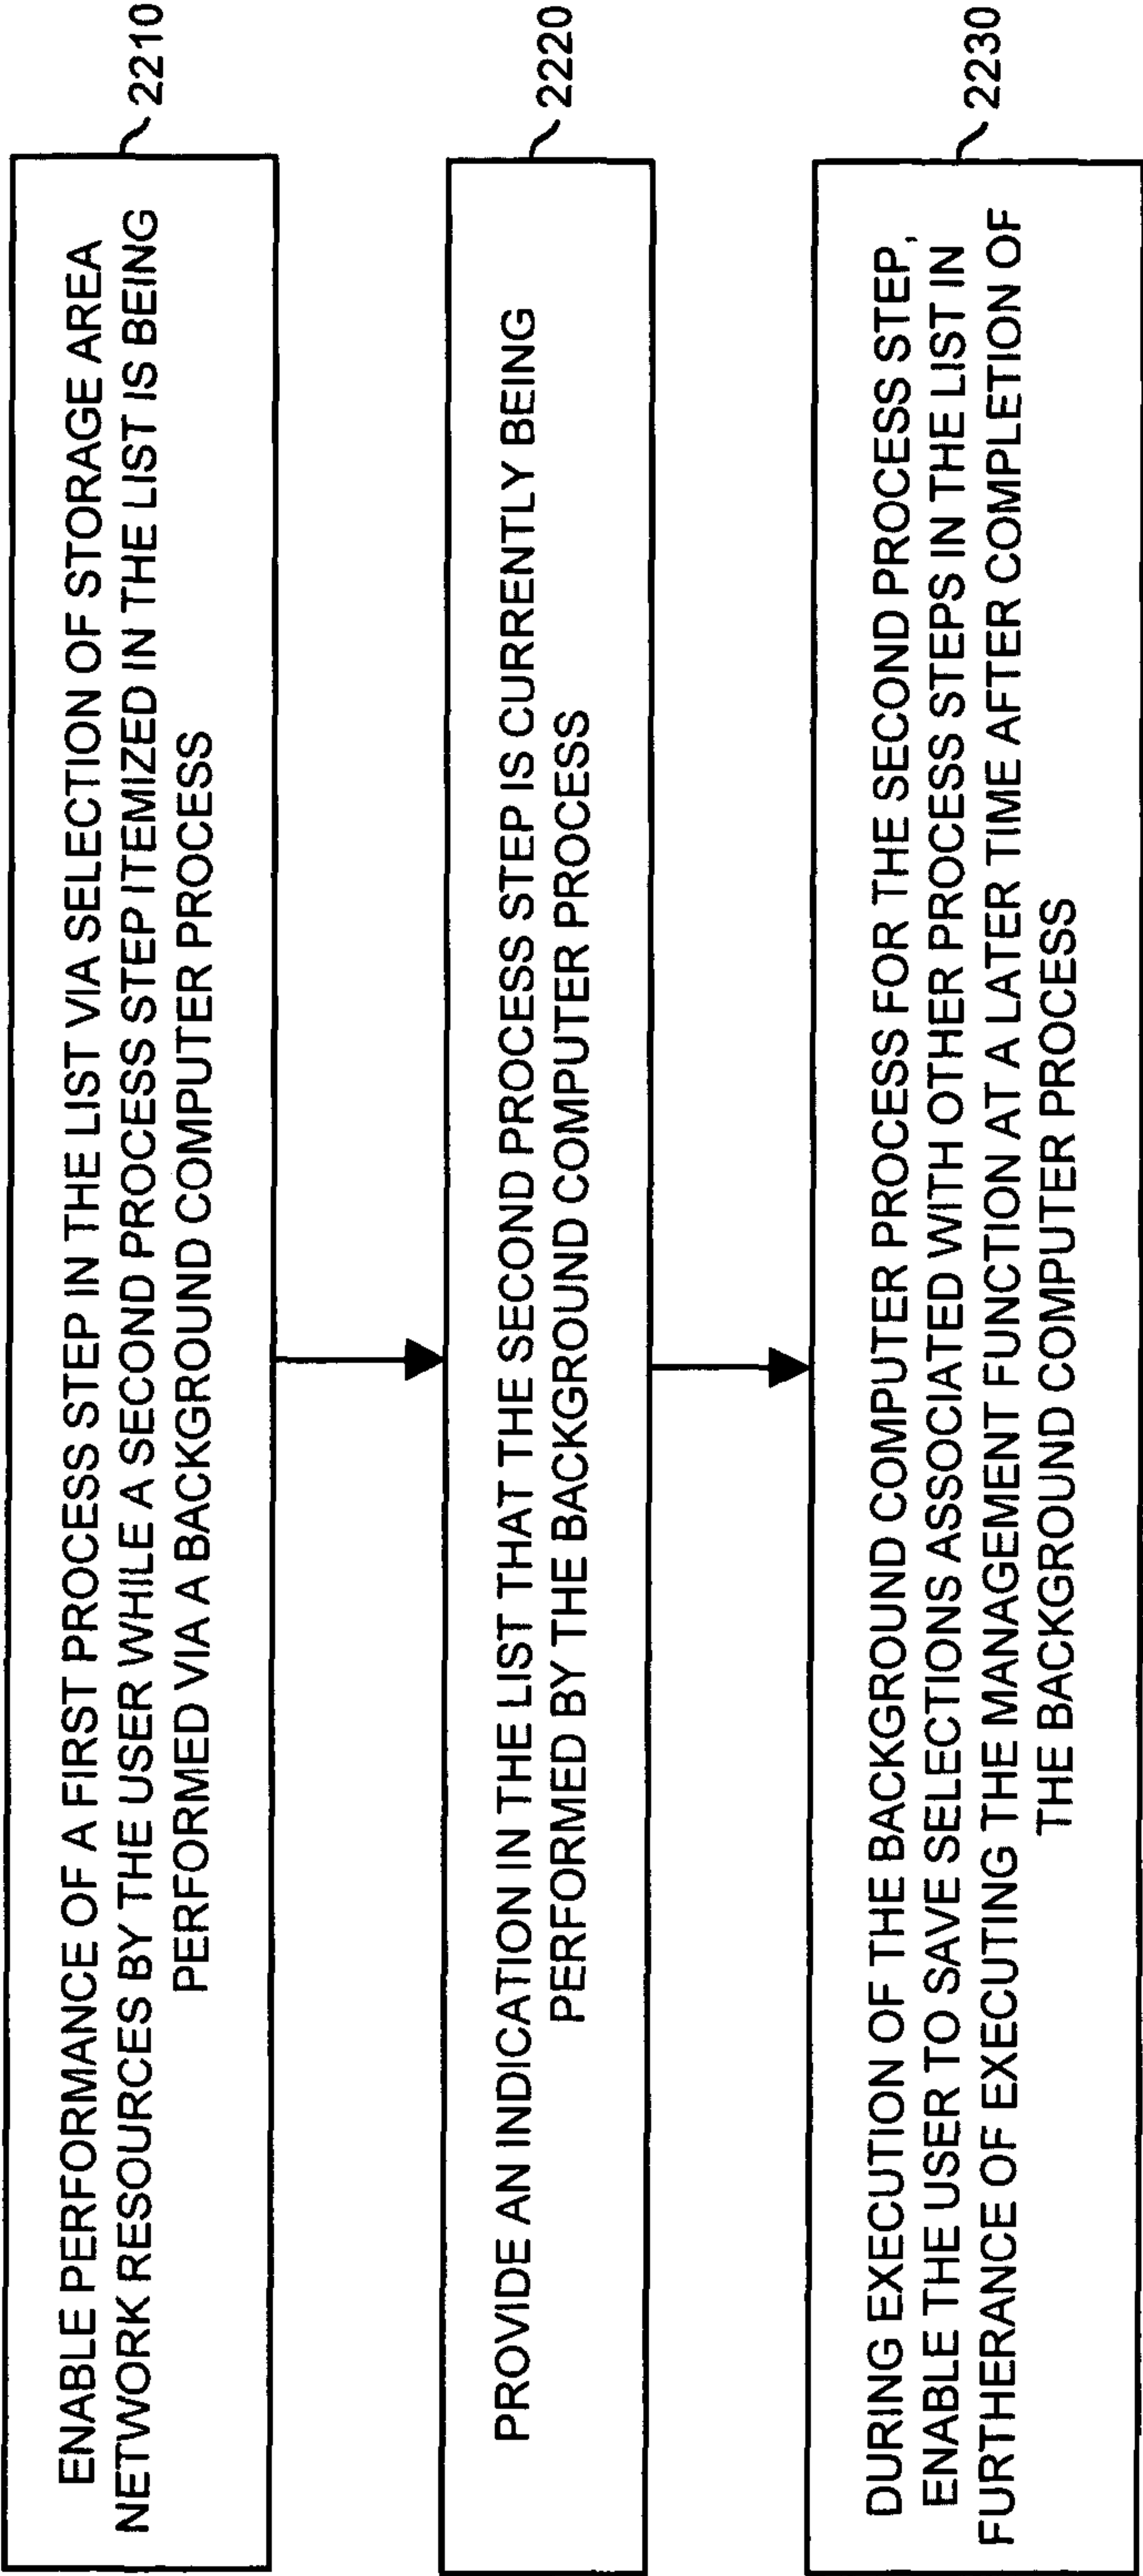 ENABLE PERFORMANCE OF A FIRST PROCESS STEP IN THE LIST VIA SELECTION OF STORAGE AREA
NETWORK RESOURCES BY THE USER WHILE A SECOND PROCESS STEP ITEMIZED IN THE LIST IS BEING
PERFORMED VIA A BACKGROUND COMPUTER PROCESS
2210
PROVIDE AN INDICATION IN THE LIST THAT THE SECOND PROCESS STEP IS CURRENTLY BEING
PERFORMED BY THE BACKGROUND COMPUTER PROCESS
2220
DURING EXECUTION OF THE BACKGROUND COMPUTER PROCESS FOR THE SECOND PROCESS STEP,
ENABLE THE USER TO SAVE SELECTIONS ASSOCIATED WITH OTHER PROCESS STEPS IN THE LIST IN
FURTHERANCE OF EXECUTING THE MANAGEMENT FUNCTION AT A LATER TIME AFTER COMPLETION OF
THE BACKGROUND COMPUTER PROCESS
2230